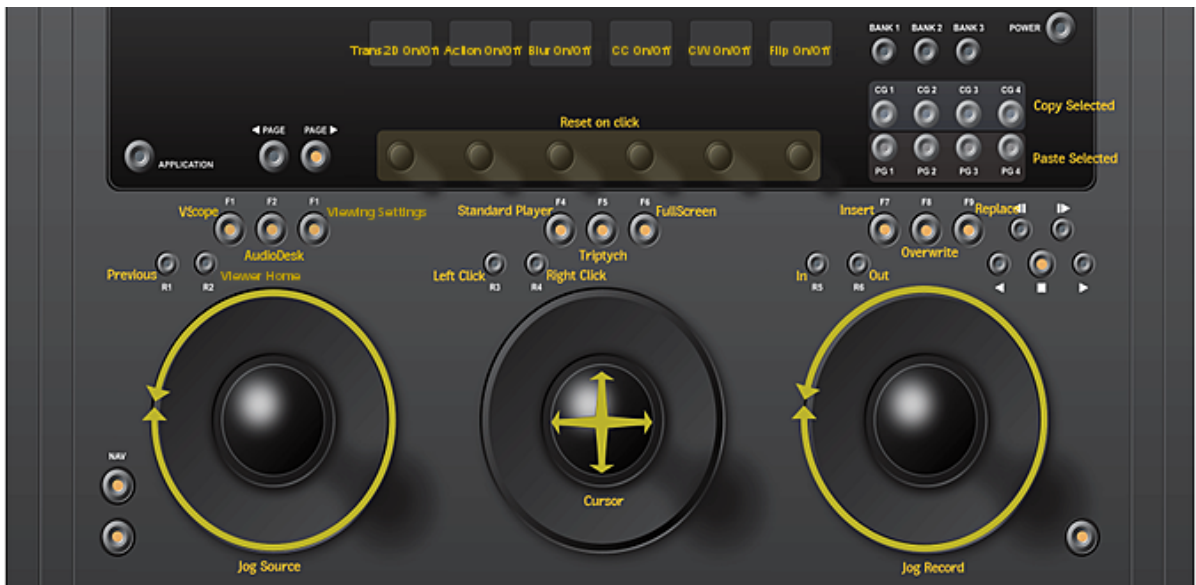 BANK 1 BANK 2 BANK 3 POWER
Trans2D On/Off Action On/Off Blur On/Off CC On/Off CW On/Off Flip On/Off
CG 1 CG 2 CG 3 CG 4
Copy Selected
Reset on click
◀ PAGE PAGE ▶
APPLICATION
Paste Selected
PG 1 PG 2 PG 3 PG 4
F1 F2 F1 F4 F5 F6 F7 F8 F9
VScope Viewing Settings Standard Player FullScreen Insert Replace
AudioDesk Triptych Overwrite
Previous Viewer Home Left Click Right Click In Out
R1 R2 R3 R4 R5 R6
NAV
Cursor
Jog Source Jog Record